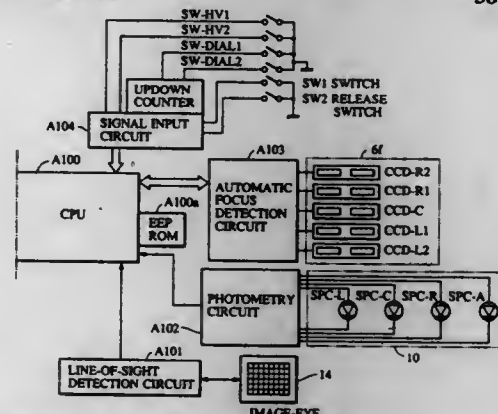 SW-HV1
SW-HV2
SW-DIAL1
SW-DIAL2
UPDOWN
COUNTER
SW1 SWITCH
SW2 RELEASE
SWITCH
A104
SIGNAL INPUT
CIRCUIT
A100
A103
6f
CPU
A100a
EEP
ROM
AUTOMATIC
FOCUS
DETECTION
CIRCUIT
CCD-R2
CCD-R1
CCD-C
CCD-L1
CCD-L2
PHOTOMETRY
CIRCUIT
SPC-L
SPC-C
SPC-R
SPC-A
A102
10
A101
LINE-OF-SIGHT
DETECTION CIRCUIT
14
IMAGE-EYE